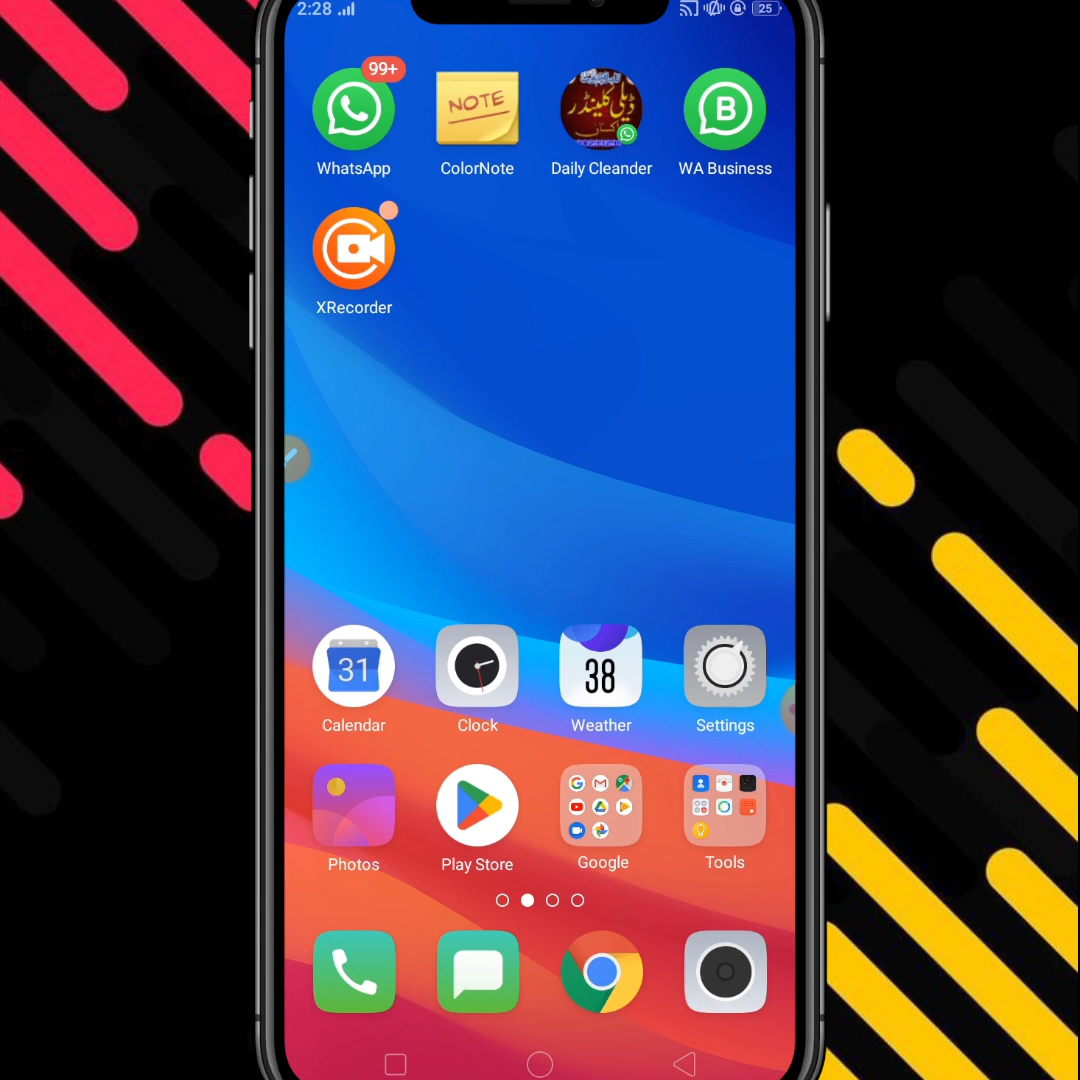 2:28
25
99+
NOTE
ڈیلی کلینڈر
پاکستان
B
WhatsApp
ColorNote
Daily Cleander
WA Business
XRecorder
31
38
Calendar
Clock
Weather
Settings
Photos
Play Store
Google
Tools